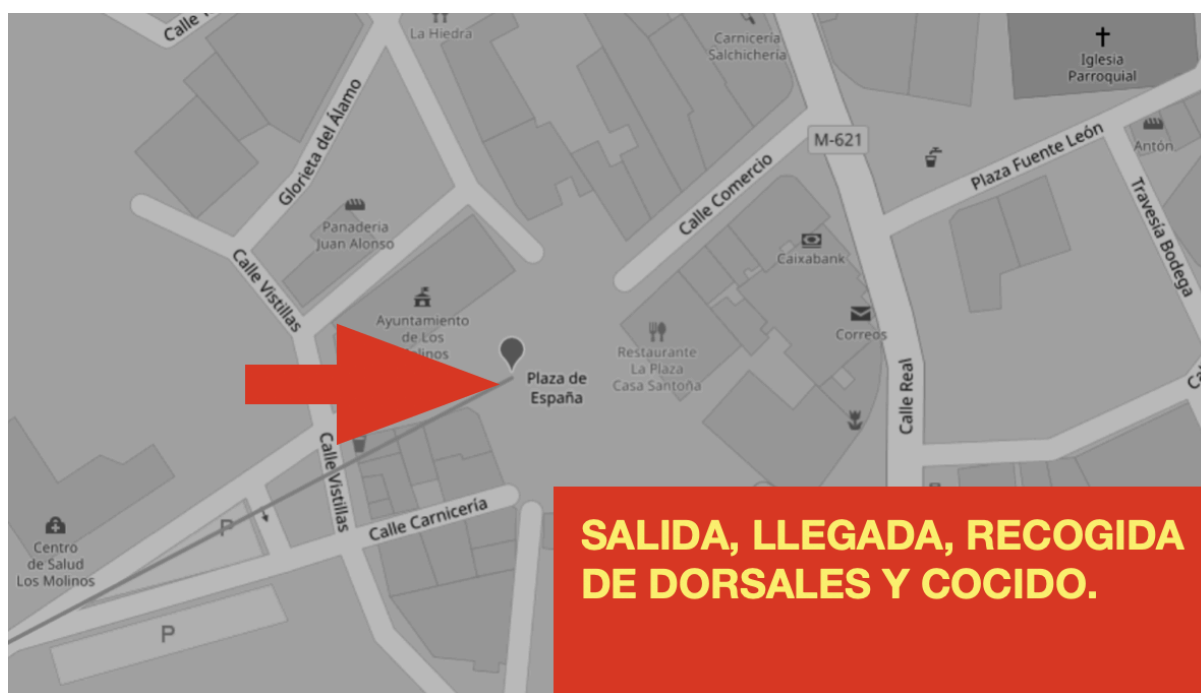 Calle V
La Hiedra
Carnicería
Salchichería
Iglesia
Parroquial
Glorieta del Álamo
M-621
Plaza Fuente León
Antón
Calle Comercio
Travesía Bodega
Panadería
Juan Alonso
Caixabank
Calle Vistillas
Ayuntamiento
de Los
Molinos
Restaurante
La Plaza
Casa Santoña
Correos
Plaza de
España
Calle Real
Calle Vistillas
Calle Carnicería
P
Centro
de Salud
Los Molinos
P
SALIDA, LLEGADA, RECOGIDA
DE DORSALES Y COCIDO.